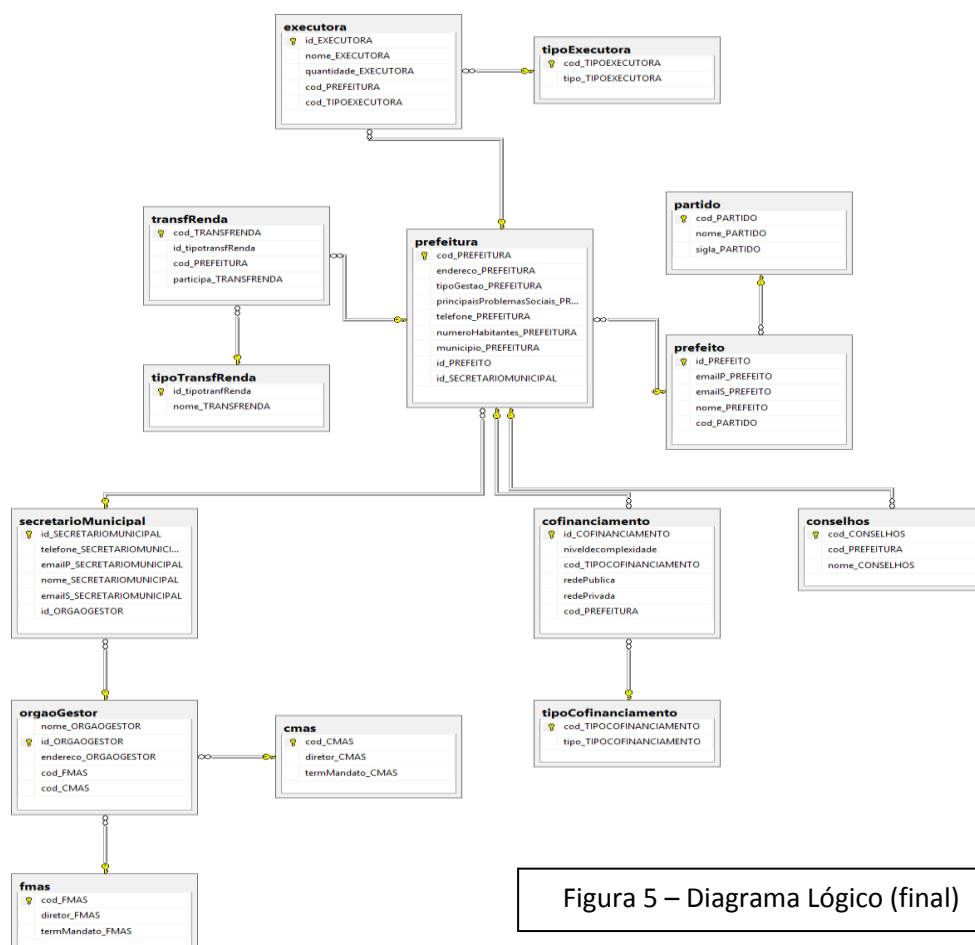 executora
id_EXECUTORA
nome_EXECUTORA
quantidade_EXECUTORA
cod_PREFEITURA
cod_TIPOEXECUTORA
tipoExecutora
cod_TIPOEXECUTORA
tipo_TIPOEXECUTORA
transfRenda
cod_TRANSFRENDA
id_tipotransfRenda
cod_PREFEITURA
participa_TRANSFRENDA
prefeitura
cod_PREFEITURA
endereco_PREFEITURA
tipoGestao_PREFEITURA
principaisProblemasSociais_PR...
telefone_PREFEITURA
numeroHabitantes_PREFEITURA
municipio_PREFEITURA
id_PREFEITO
id_SECRETARIOMUNICIPAL
partido
cod_PARTIDO
nome_PARTIDO
sigla_PARTIDO
tipoTransfRenda
id_tipotranfRenda
nome_TRANSFRENDA
prefeito
id_PREFEITO
emailP_PREFEITO
emailS_PREFEITO
nome_PREFEITO
cod_PARTIDO
secretarioMunicipal
id_SECRETARIOMUNICIPAL
telefone_SECRETARIOMUNICI...
emailP_SECRETARIOMUNICIPAL
nome_SECRETARIOMUNICIPAL
emailS_SECRETARIOMUNICIPAL
id_ORGAOGESTOR
cofinanciamento
id_COFINANCIAMENTO
niveldecomplexidade
cod_TIPOCOFINANCIAMENTO
redePublica
redePrivada
cod_PREFEITURA
conselhos
cod_CONSELHOS
cod_PREFEITURA
nome_CONSELHOS
orgaoGestor
nome_ORGAOGESTOR
id_ORGAOGESTOR
endereco_ORGAOGESTOR
cod_FMAS
cod_CMAS
cmas
cod_CMAS
diretor_CMAS
termMandato_CMAS
tipoCofinanciamento
cod_TIPOCOFINANCIAMENTO
tipo_TIPOCOFINANCIAMENTO
fmas
cod_FMAS
diretor_FMAS
termMandato_FMAS
Figura 5 – Diagrama Lógico (final)